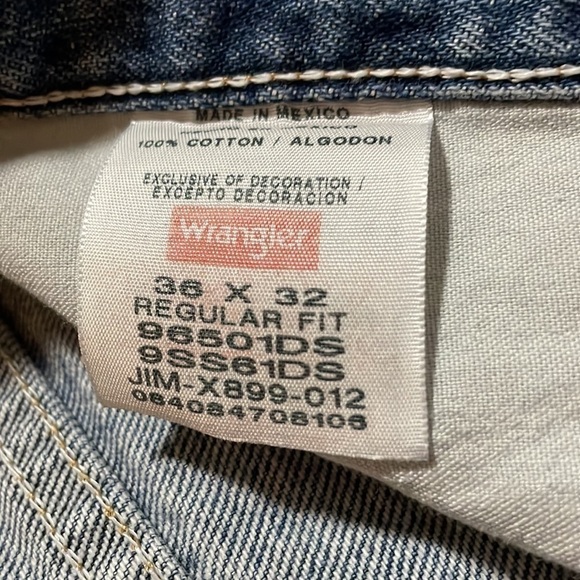 MADE IN MEXICO
100% COTTON / ALGODON
EXCLUSIVE OF DECORATION /
EXCEPTO DECORACION
Wrangler
36 X 32
REGULAR FIT
96501DS
9SS61DS
JIM-X899-012
084084708106